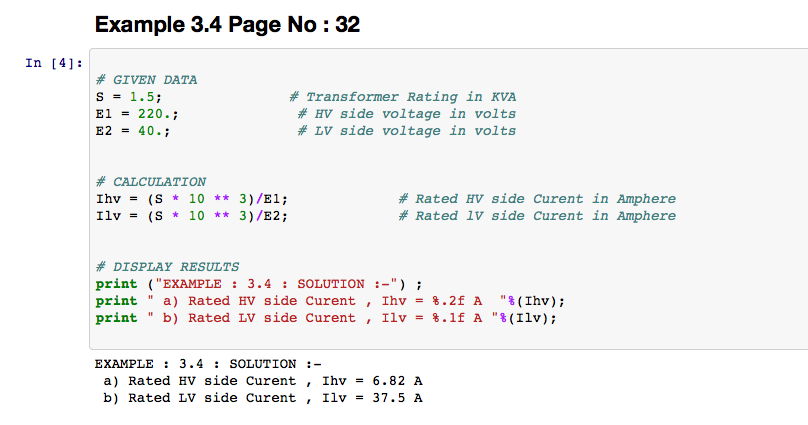 Example 3.4 Page No : 32
In [4]:
# GIVEN DATA
S = 1.5; # Transformer Rating in KVA
E1 = 220.; # HV side voltage in volts
E2 = 40.; # LV side voltage in volts
# CALCULATION
Ihv = (S * 10 ** 3)/E1; # Rated HV side Curent in Amphere
Ilv = (S * 10 ** 3)/E2; # Rated lV side Curent in Amphere
# DISPLAY RESULTS
print ("EXAMPLE : 3.4 : SOLUTION :-") ;
print " a) Rated HV side Curent , Ihv = %.2f A  "%(Ihv);
print " b) Rated LV side Curent , Ilv = %.1f A "%(Ilv);
EXAMPLE : 3.4 : SOLUTION :-
a) Rated HV side Curent , Ihv = 6.82 A
b) Rated LV side Curent , Ilv = 37.5 A